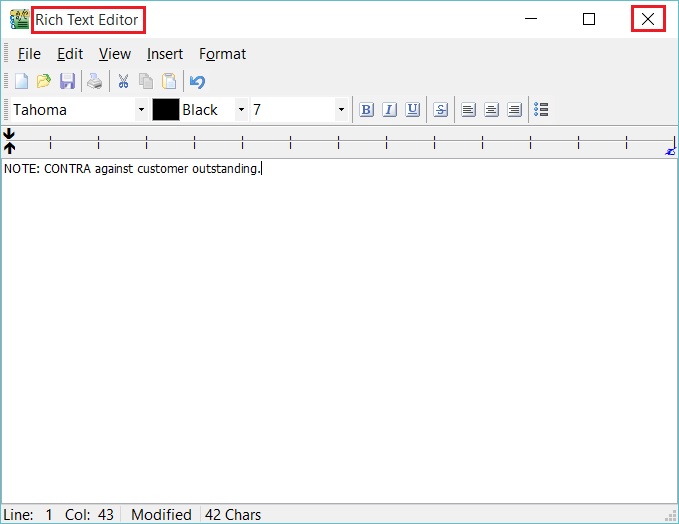 Rich Text Editor
File Edit View Insert Format
Tahoma Black 7 B I U S
NOTE: CONTRA against customer outstanding.
Line: 1 Col: 43 Modified 42 Chars